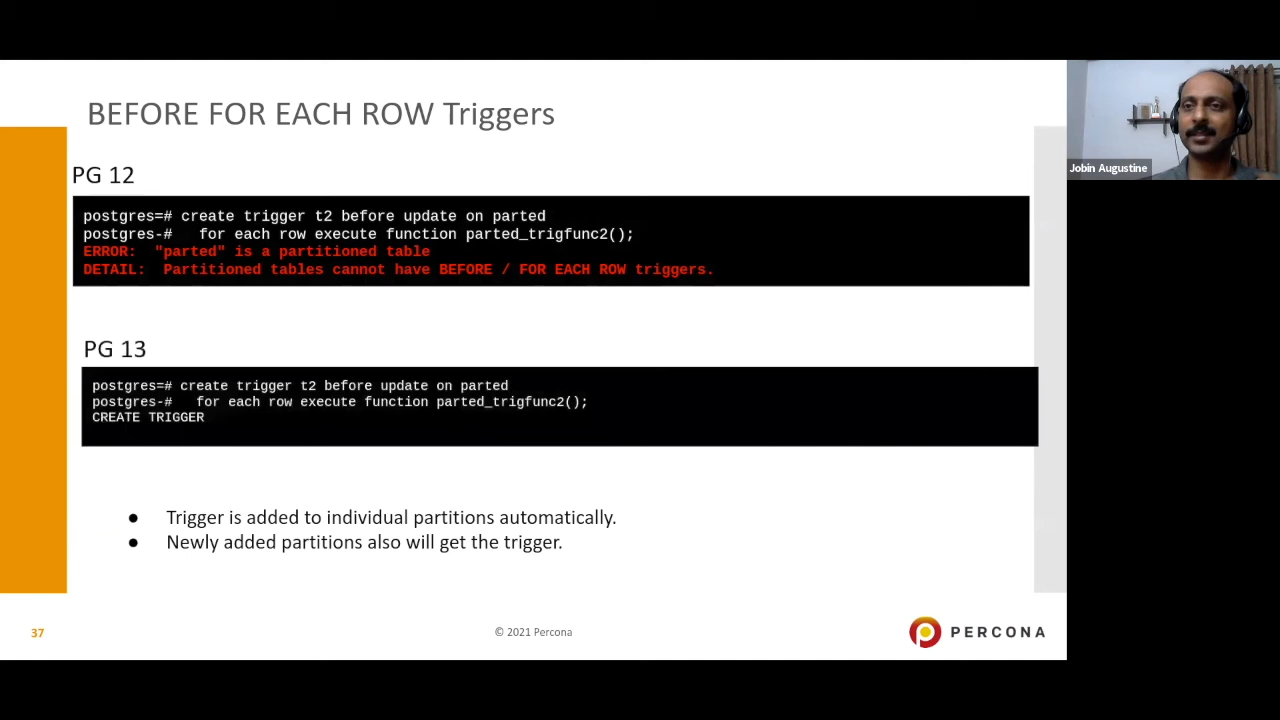 BEFORE FOR EACH ROW Triggers
Jobin Augustine
PG 12
postgres=# create trigger t2 before update on parted
postgres-#   for each row execute function parted_trigfunc2();
ERROR:  "parted" is a partitioned table
DETAIL:  Partitioned tables cannot have BEFORE / FOR EACH ROW triggers.
PG 13
postgres=# create trigger t2 before update on parted
postgres-#   for each row execute function parted_trigfunc2();
CREATE TRIGGER
● Trigger is added to individual partitions automatically.
● Newly added partitions also will get the trigger.
37
© 2021 Percona
PERCONA